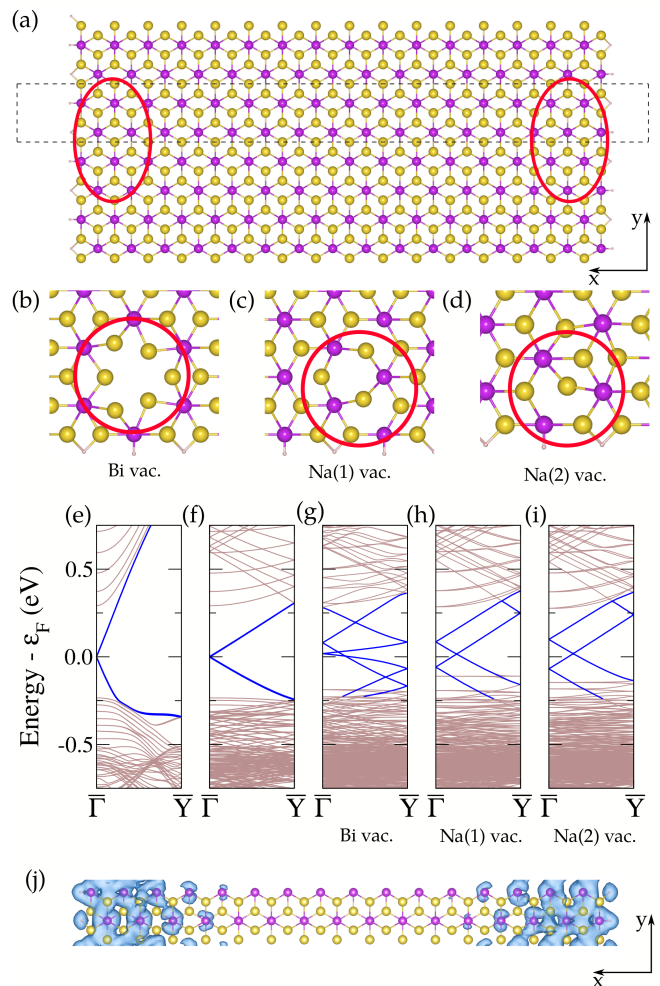 (a)
y
x
(b)
(c)
(d)
Bi vac.
Na(1) vac.
Na(2) vac.
(e)
(f)
(g)
(h)
(i)
Energy - ε_F (eV)
0.5
0.0
-0.5
Γ̅ Y̅ Γ̅ Y̅ Γ̅ Y̅ Γ̅ Y̅ Γ̅ Y̅
Bi vac.
Na(1) vac.
Na(2) vac.
(j)
y
x